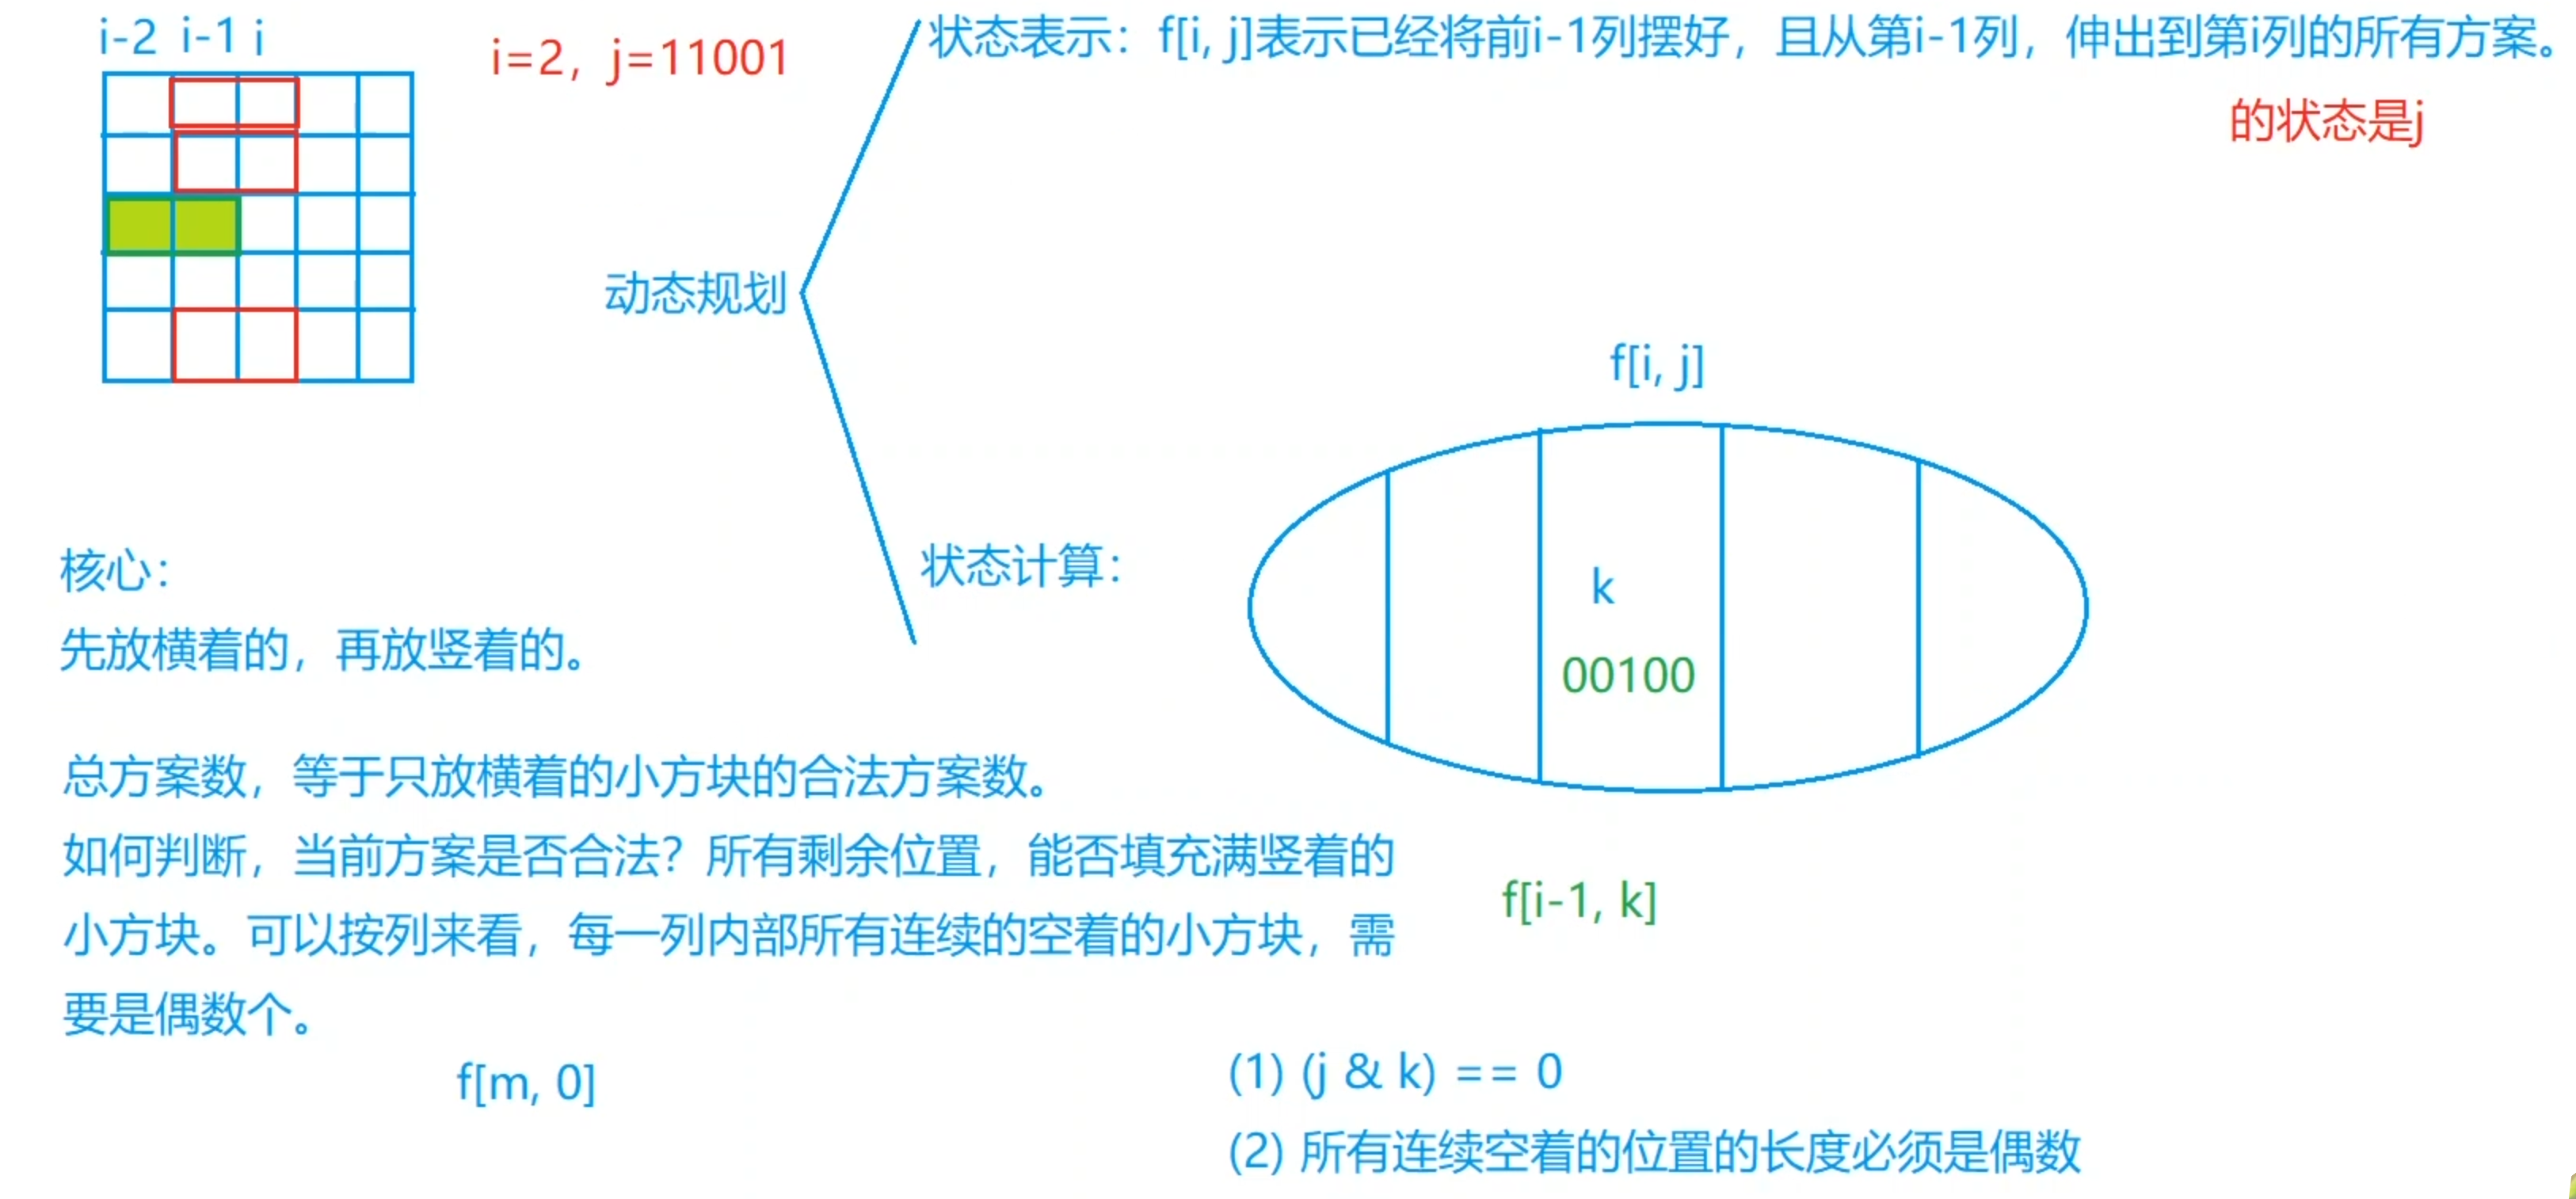 i-2 i-1 i
i=2，j=11001
状态表示：f[i, j]表示已经将前i-1列摆好，且从第i-1列，伸出到第i列的所有方案。
的状态是j
动态规划
f[i, j]
状态计算：
k
00100
f[i-1, k]
核心：
先放横着的，再放竖着的。
总方案数，等于只放横着的小方块的合法方案数。
如何判断，当前方案是否合法？所有剩余位置，能否填充满竖着的
小方块。可以按列来看，每一列内部所有连续的空着的小方块，需
要是偶数个。
f[m, 0]
(1) (j & k) == 0
(2) 所有连续空着的位置的长度必须是偶数